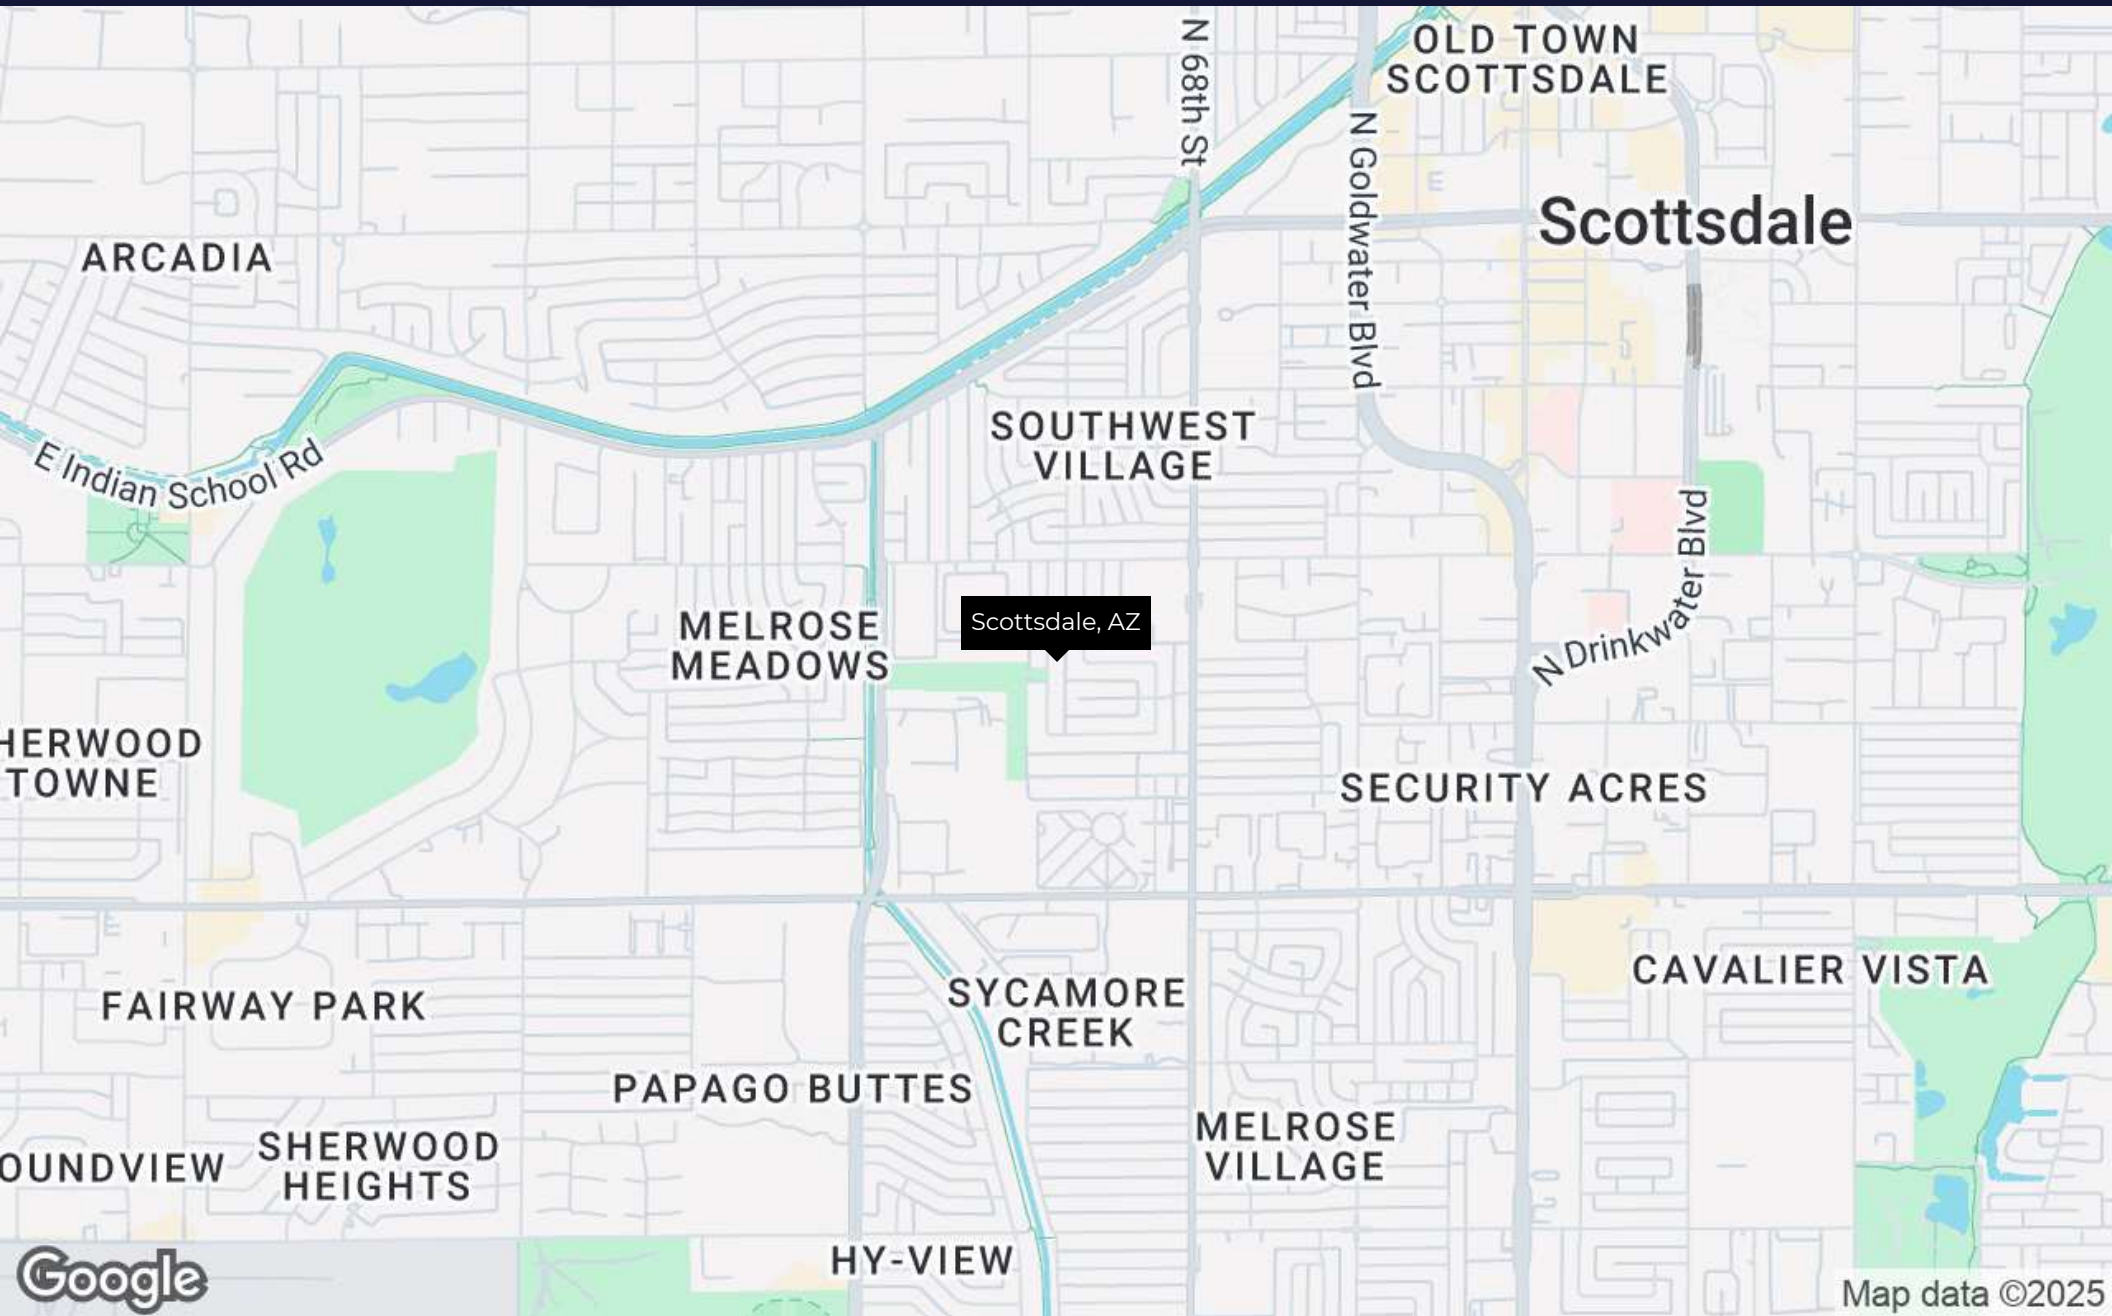 OLD TOWN
SCOTTSDALE
N 68th St
N Goldwater Blvd
Scottsdale
ARCADIA
SOUTHWEST
VILLAGE
E Indian School Rd
N Drinkwater Blvd
Scottsdale, AZ
MELROSE
MEADOWS
HERWOOD
TOWNE
SECURITY ACRES
CAVALIER VISTA
FAIRWAY PARK
SYCAMORE
CREEK
PAPAGO BUTTES
MELROSE
VILLAGE
OUNDVIEW
SHERWOOD
HEIGHTS
HY-VIEW
Google
Map data ©2025